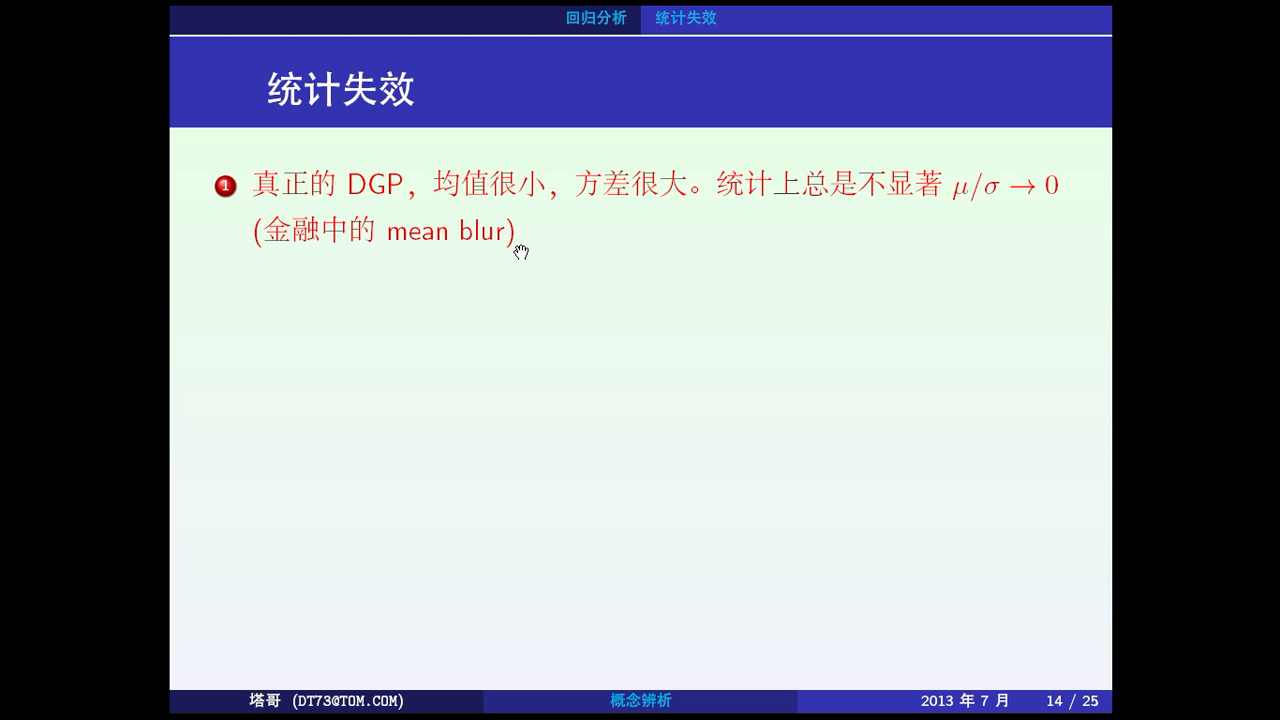 回归分析 统计失效
统计失效
1 真正的 DGP，均值很小，方差很大。统计上总是不显著 μ/σ → 0
(金融中的 mean blur)
塔哥 (DT73@TOM.COM) 概念辨析 2013 年 7 月 14 / 25